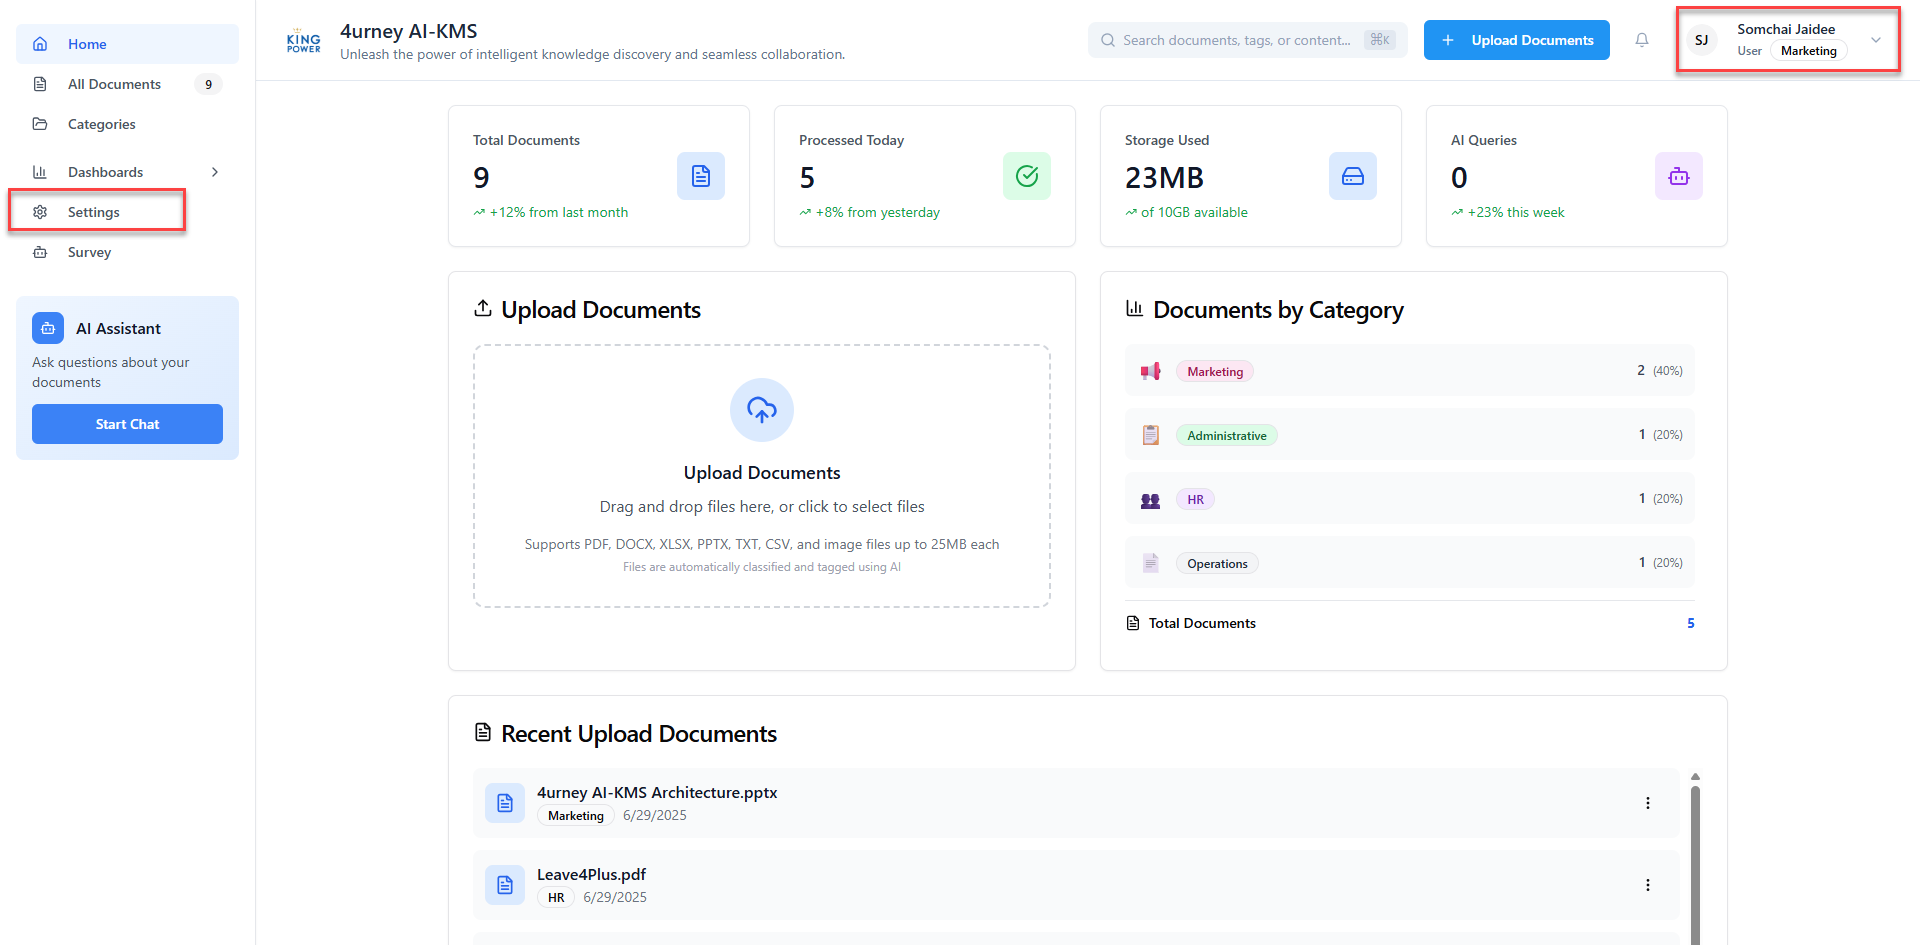 Home
All Documents 9
Categories
Dashboards
Settings
Survey
AI Assistant
Ask questions about your
documents
Start Chat
KING
POWER
4urney AI-KMS
Unleash the power of intelligent knowledge discovery and seamless collaboration.
Search documents, tags, or content... ⌘K
+ Upload Documents
SJ
Somchai Jaidee
User Marketing
Total Documents
9
+12% from last month
Processed Today
5
+8% from yesterday
Storage Used
23MB
of 10GB available
AI Queries
0
+23% this week
Upload Documents
Upload Documents
Drag and drop files here, or click to select files
Supports PDF, DOCX, XLSX, PPTX, TXT, CSV, and image files up to 25MB each
Files are automatically classified and tagged using AI
Documents by Category
Marketing 2 (40%)
Administrative 1 (20%)
HR 1 (20%)
Operations 1 (20%)
Total Documents 5
Recent Upload Documents
4urney AI-KMS Architecture.pptx
Marketing 6/29/2025
Leave4Plus.pdf
HR 6/29/2025